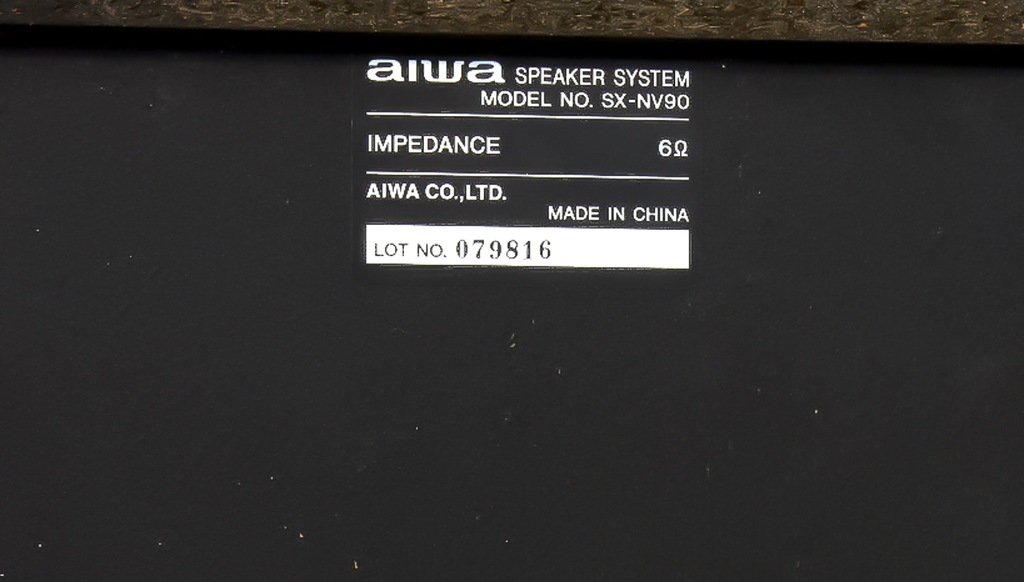 aiwa SPEAKER SYSTEM
MODEL NO. SX-NV90
IMPEDANCE 6Ω
AIWA CO.,LTD.
MADE IN CHINA
LOT NO. 079816